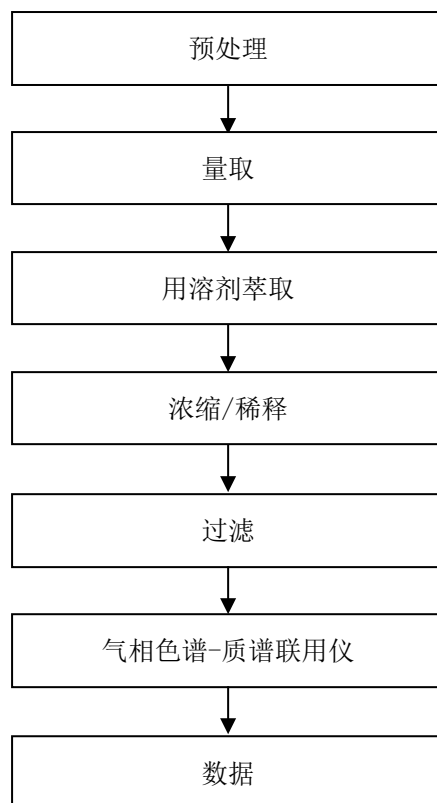 预处理
量取
用溶剂萃取
浓缩/稀释
过滤
气相色谱-质谱联用仪
数据